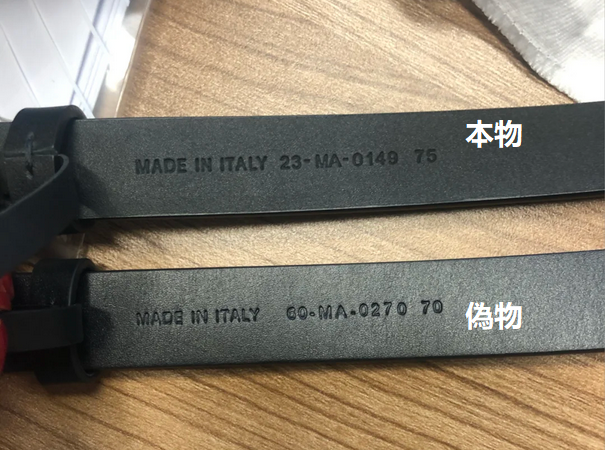 MADE IN ITALY 23-MA-0149 75
本物
MADE IN ITALY 60-MA-0270 70
偽物